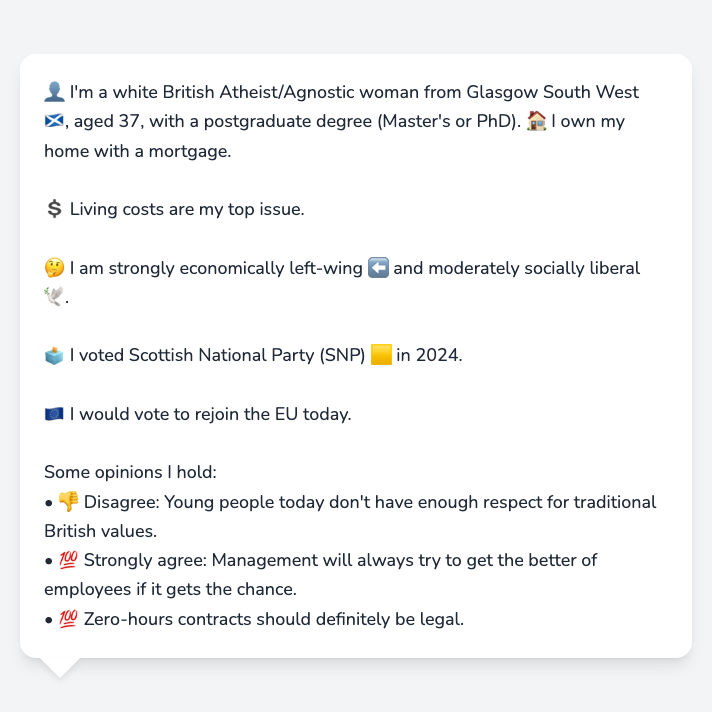 👤 I'm a white British Atheist/Agnostic woman from Glasgow South West
🏴󠁧󠁢󠁳󠁣󠁴󠁿, aged 37, with a postgraduate degree (Master's or PhD). 🏠 I own my
home with a mortgage.
💲 Living costs are my top issue.
🤔 I am strongly economically left-wing ⬅️ and moderately socially liberal
🕊️.
🗳️ I voted Scottish National Party (SNP) 🟨 in 2024.
🇪🇺 I would vote to rejoin the EU today.
Some opinions I hold:
• 👎 Disagree: Young people today don't have enough respect for traditional
British values.
• 💯 Strongly agree: Management will always try to get the better of
employees if it gets the chance.
• 💯 Zero-hours contracts should definitely be legal.